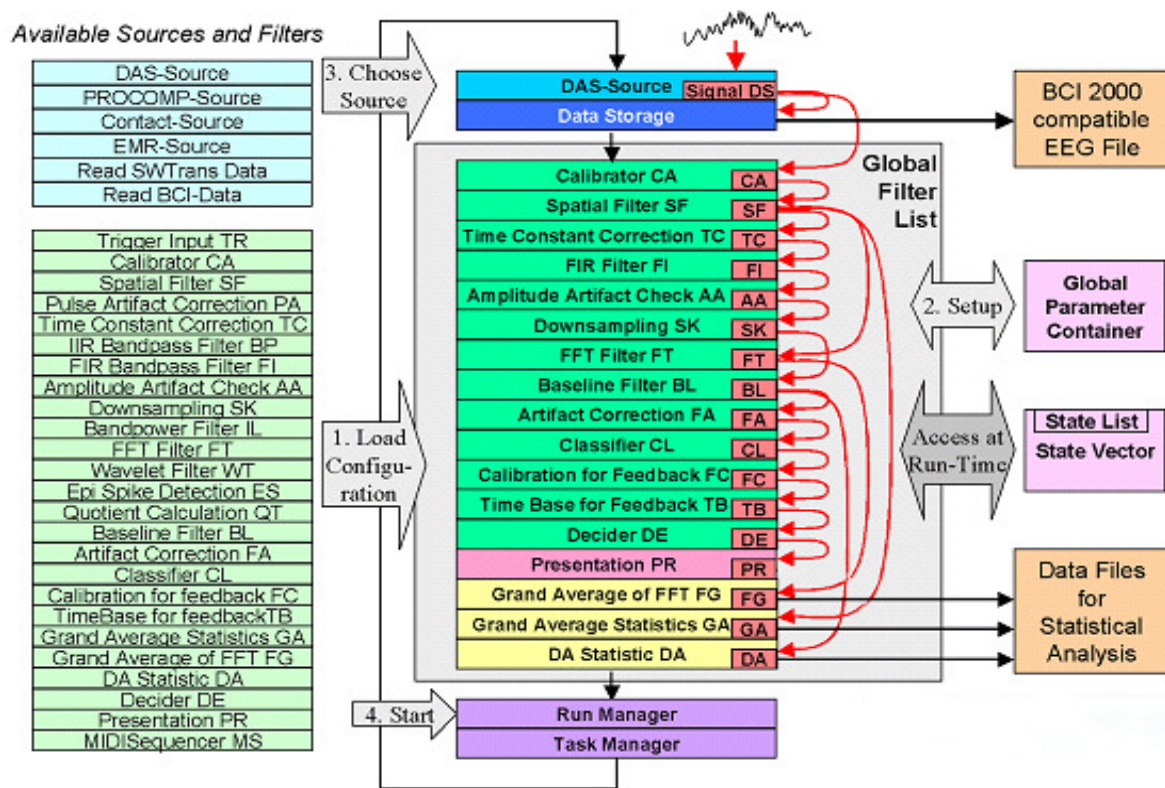 Available Sources and Filters
DAS-Source
PROCOMP-Source
Contact-Source
EMR-Source
Read SWTrans Data
Read BCI-Data
Trigger Input TR
Calibrator CA
Spatial Filter SF
Pulse Artifact Correction PA
Time Constant Correction TC
IIR Bandpass Filter BP
FIR Bandpass Filter FI
Amplitude Artifact Check AA
Downsampling SK
Bandpower Filter IL
FFT Filter FT
Wavelet Filter WT
Epi Spike Detection ES
Quotient Calculation QT
Baseline Filter BL
Artifact Correction FA
Classifier CL
Calibration for feedback FC
TimeBase for feedbackTB
Grand Average Statistics GA
Grand Average of FFT FG
DA Statistic DA
Decider DE
Presentation PR
MIDISequencer MS
3. Choose
Source
1. Load
Configu-
ration
4. Start
DAS-Source
Signal DS
Data Storage
Global
Filter
List
Calibrator CA
CA
Spatial Filter SF
SF
Time Constant Correction TC
TC
FIR Filter FI
FI
Amplitude Artifact Check AA
AA
Downsampling SK
SK
FFT Filter FT
FT
Baseline Filter BL
BL
Artifact Correction FA
FA
Classifier CL
CL
Calibration for Feedback FC
FC
Time Base for Feedback TB
TB
Decider DE
DE
Presentation PR
PR
Grand Average of FFT FG
FG
Grand Average Statistics GA
GA
DA Statistic DA
DA
Run Manager
Task Manager
BCI 2000
compatible
EEG File
2. Setup
Global
Parameter
Container
Access at
Run-Time
State List
State Vector
Data Files
for
Statistical
Analysis